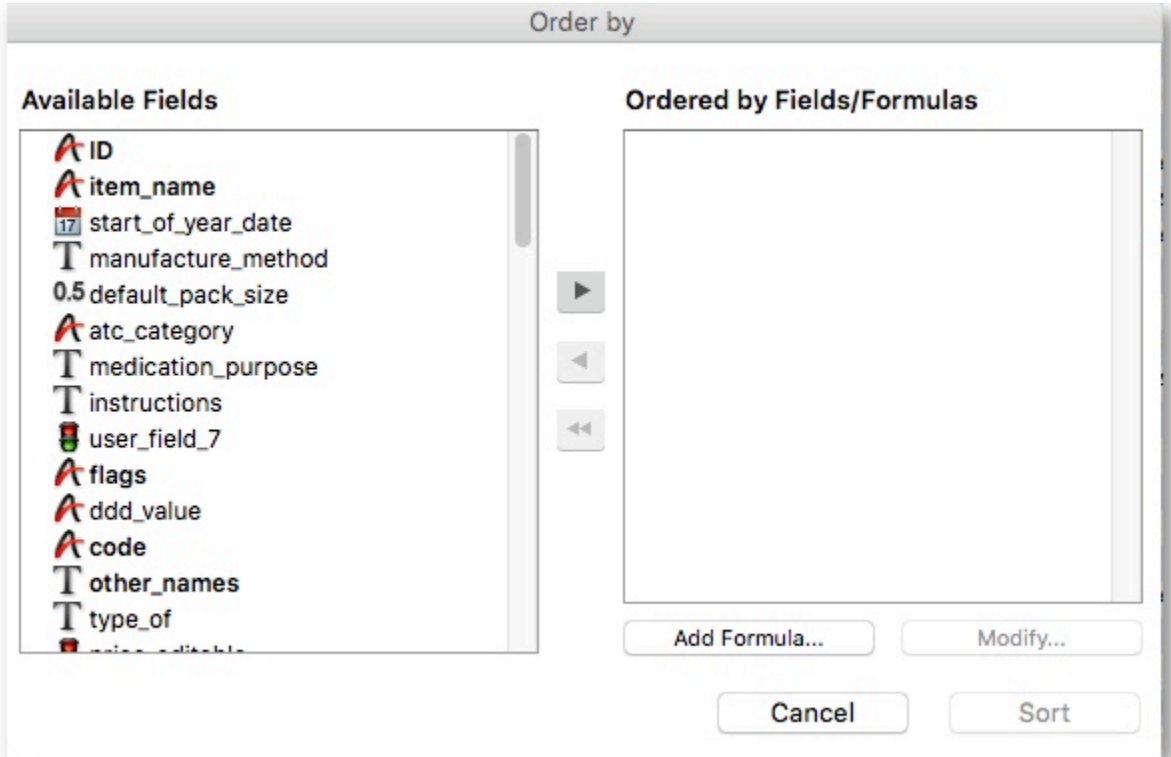 Order by
Available Fields
ID
item_name
17 start_of_year_date
T manufacture_method
0.5 default_pack_size
atc_category
T medication_purpose
T instructions
user_field_7
flags
ddd_value
code
T other_names
T type_of
Ordered by Fields/Formulas
Add Formula...
Modify...
Cancel
Sort